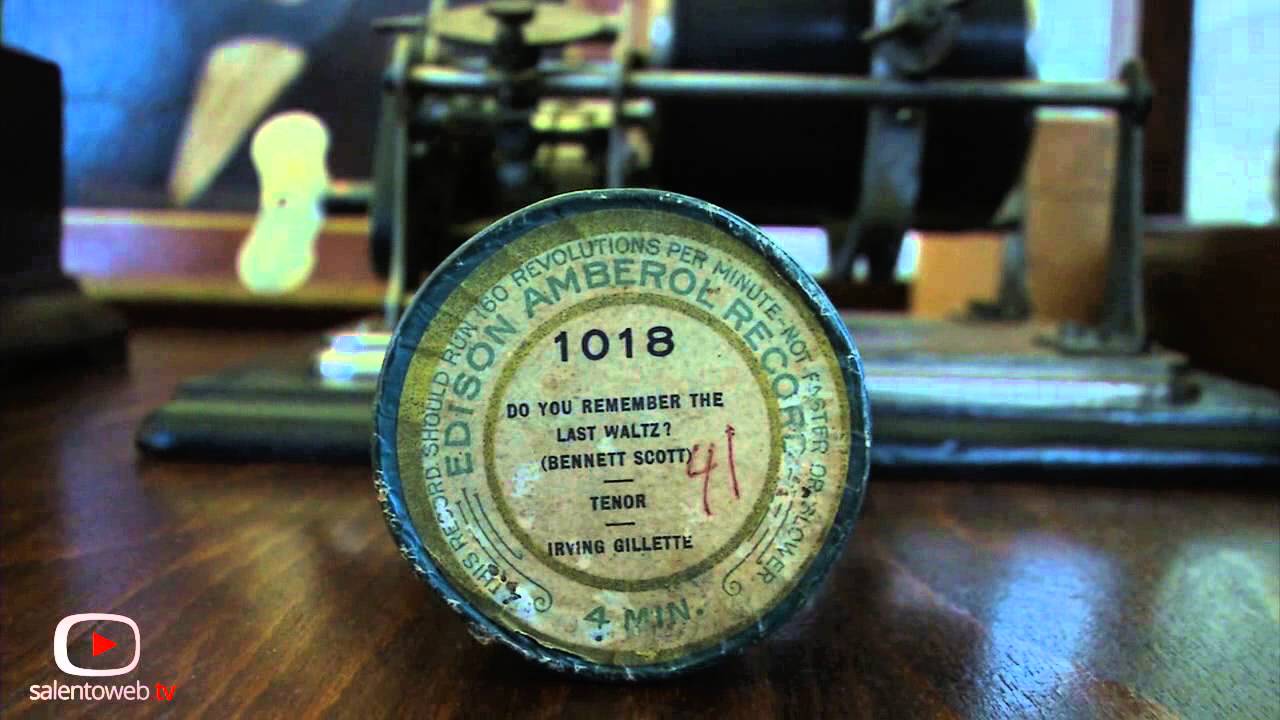 THIS RECORD SHOULD RUN 160 REVOLUTIONS PER MINUTE-NOT FASTER OR SLOWER.
EDISON AMBEROL RECORD
1018
DO YOU REMEMBER THE
LAST WALTZ?
(BENNETT SCOTT)
41
TENOR
IRVING GILLETTE
4 MIN.
salentoweb tv